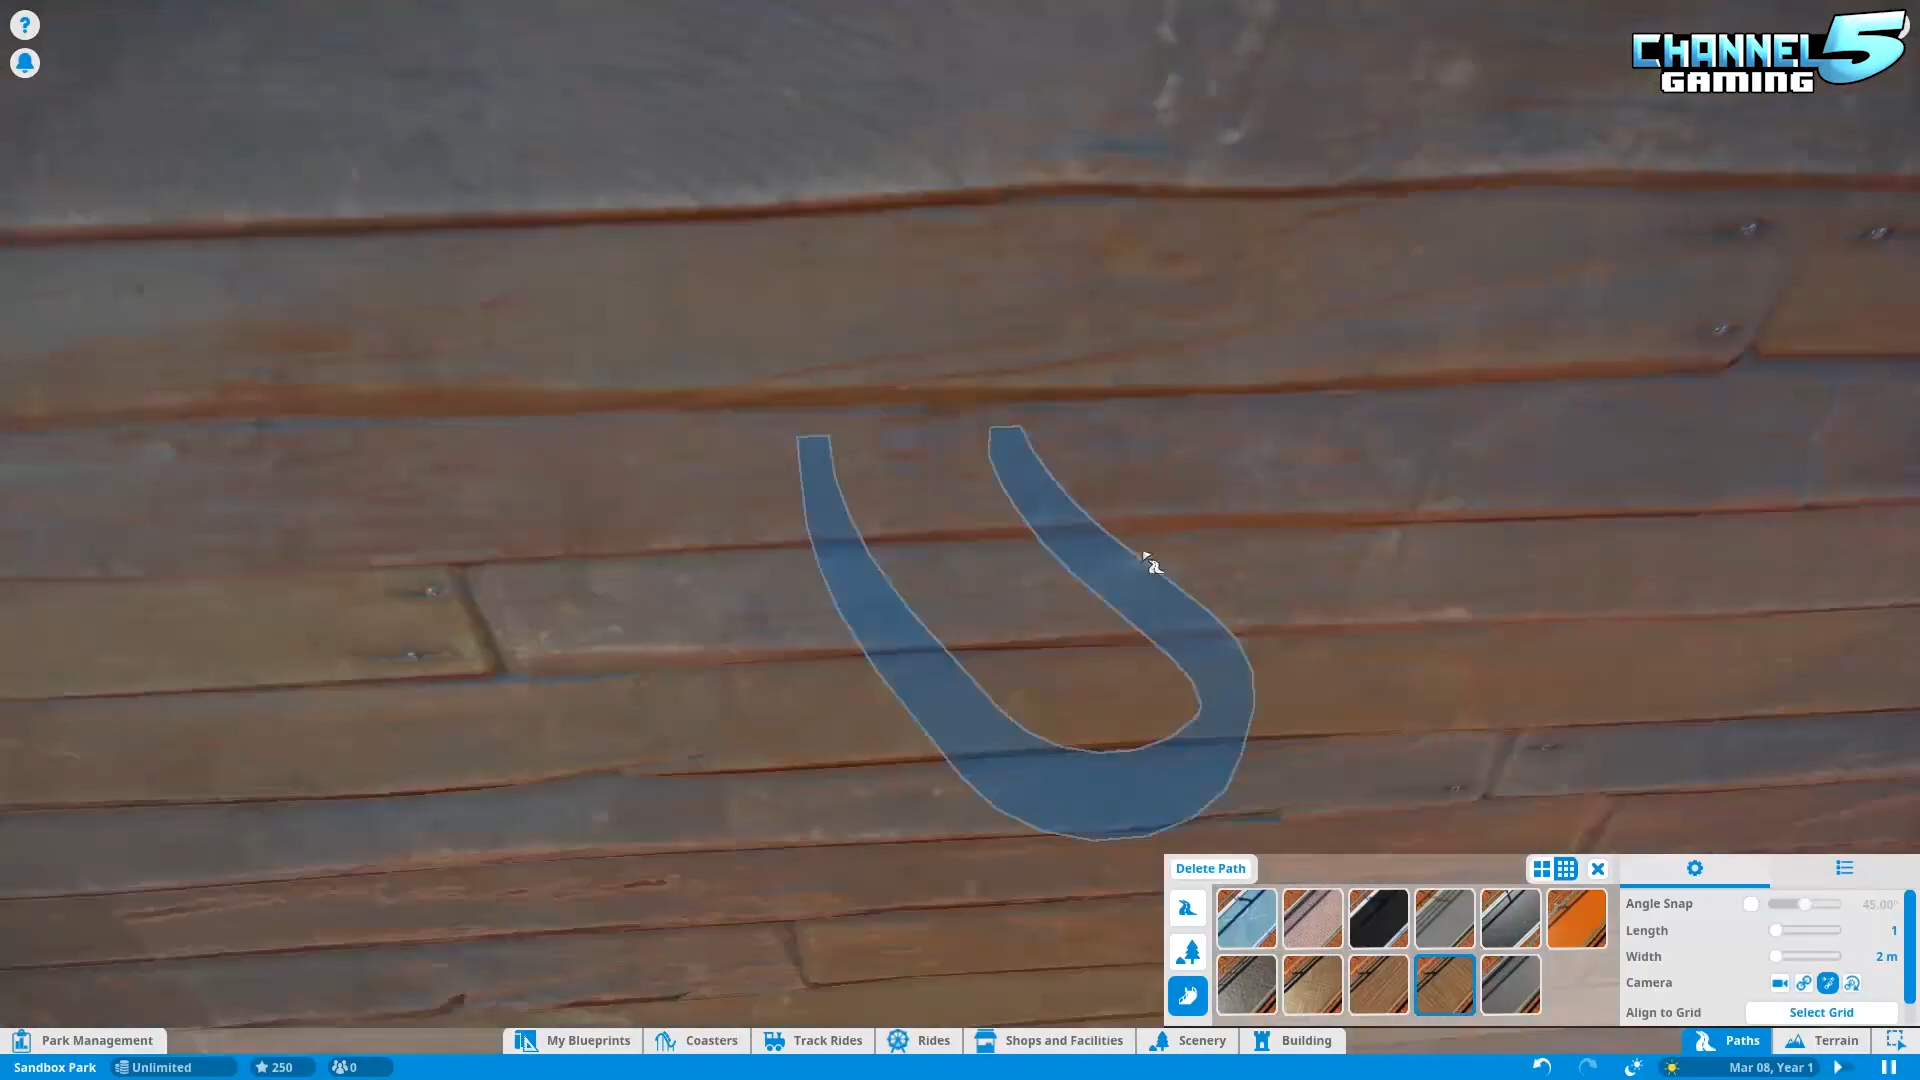 ?
CHANNEL 5
GAMING
Delete Path
Angle Snap 45.00°
Length 1
Width 2 m
Camera
Align to Grid Select Grid
Park Management My Blueprints Coasters Track Rides Rides Shops and Facilities Scenery Building Paths Terrain
Sandbox Park Unlimited 250 0 Mar 08, Year 1